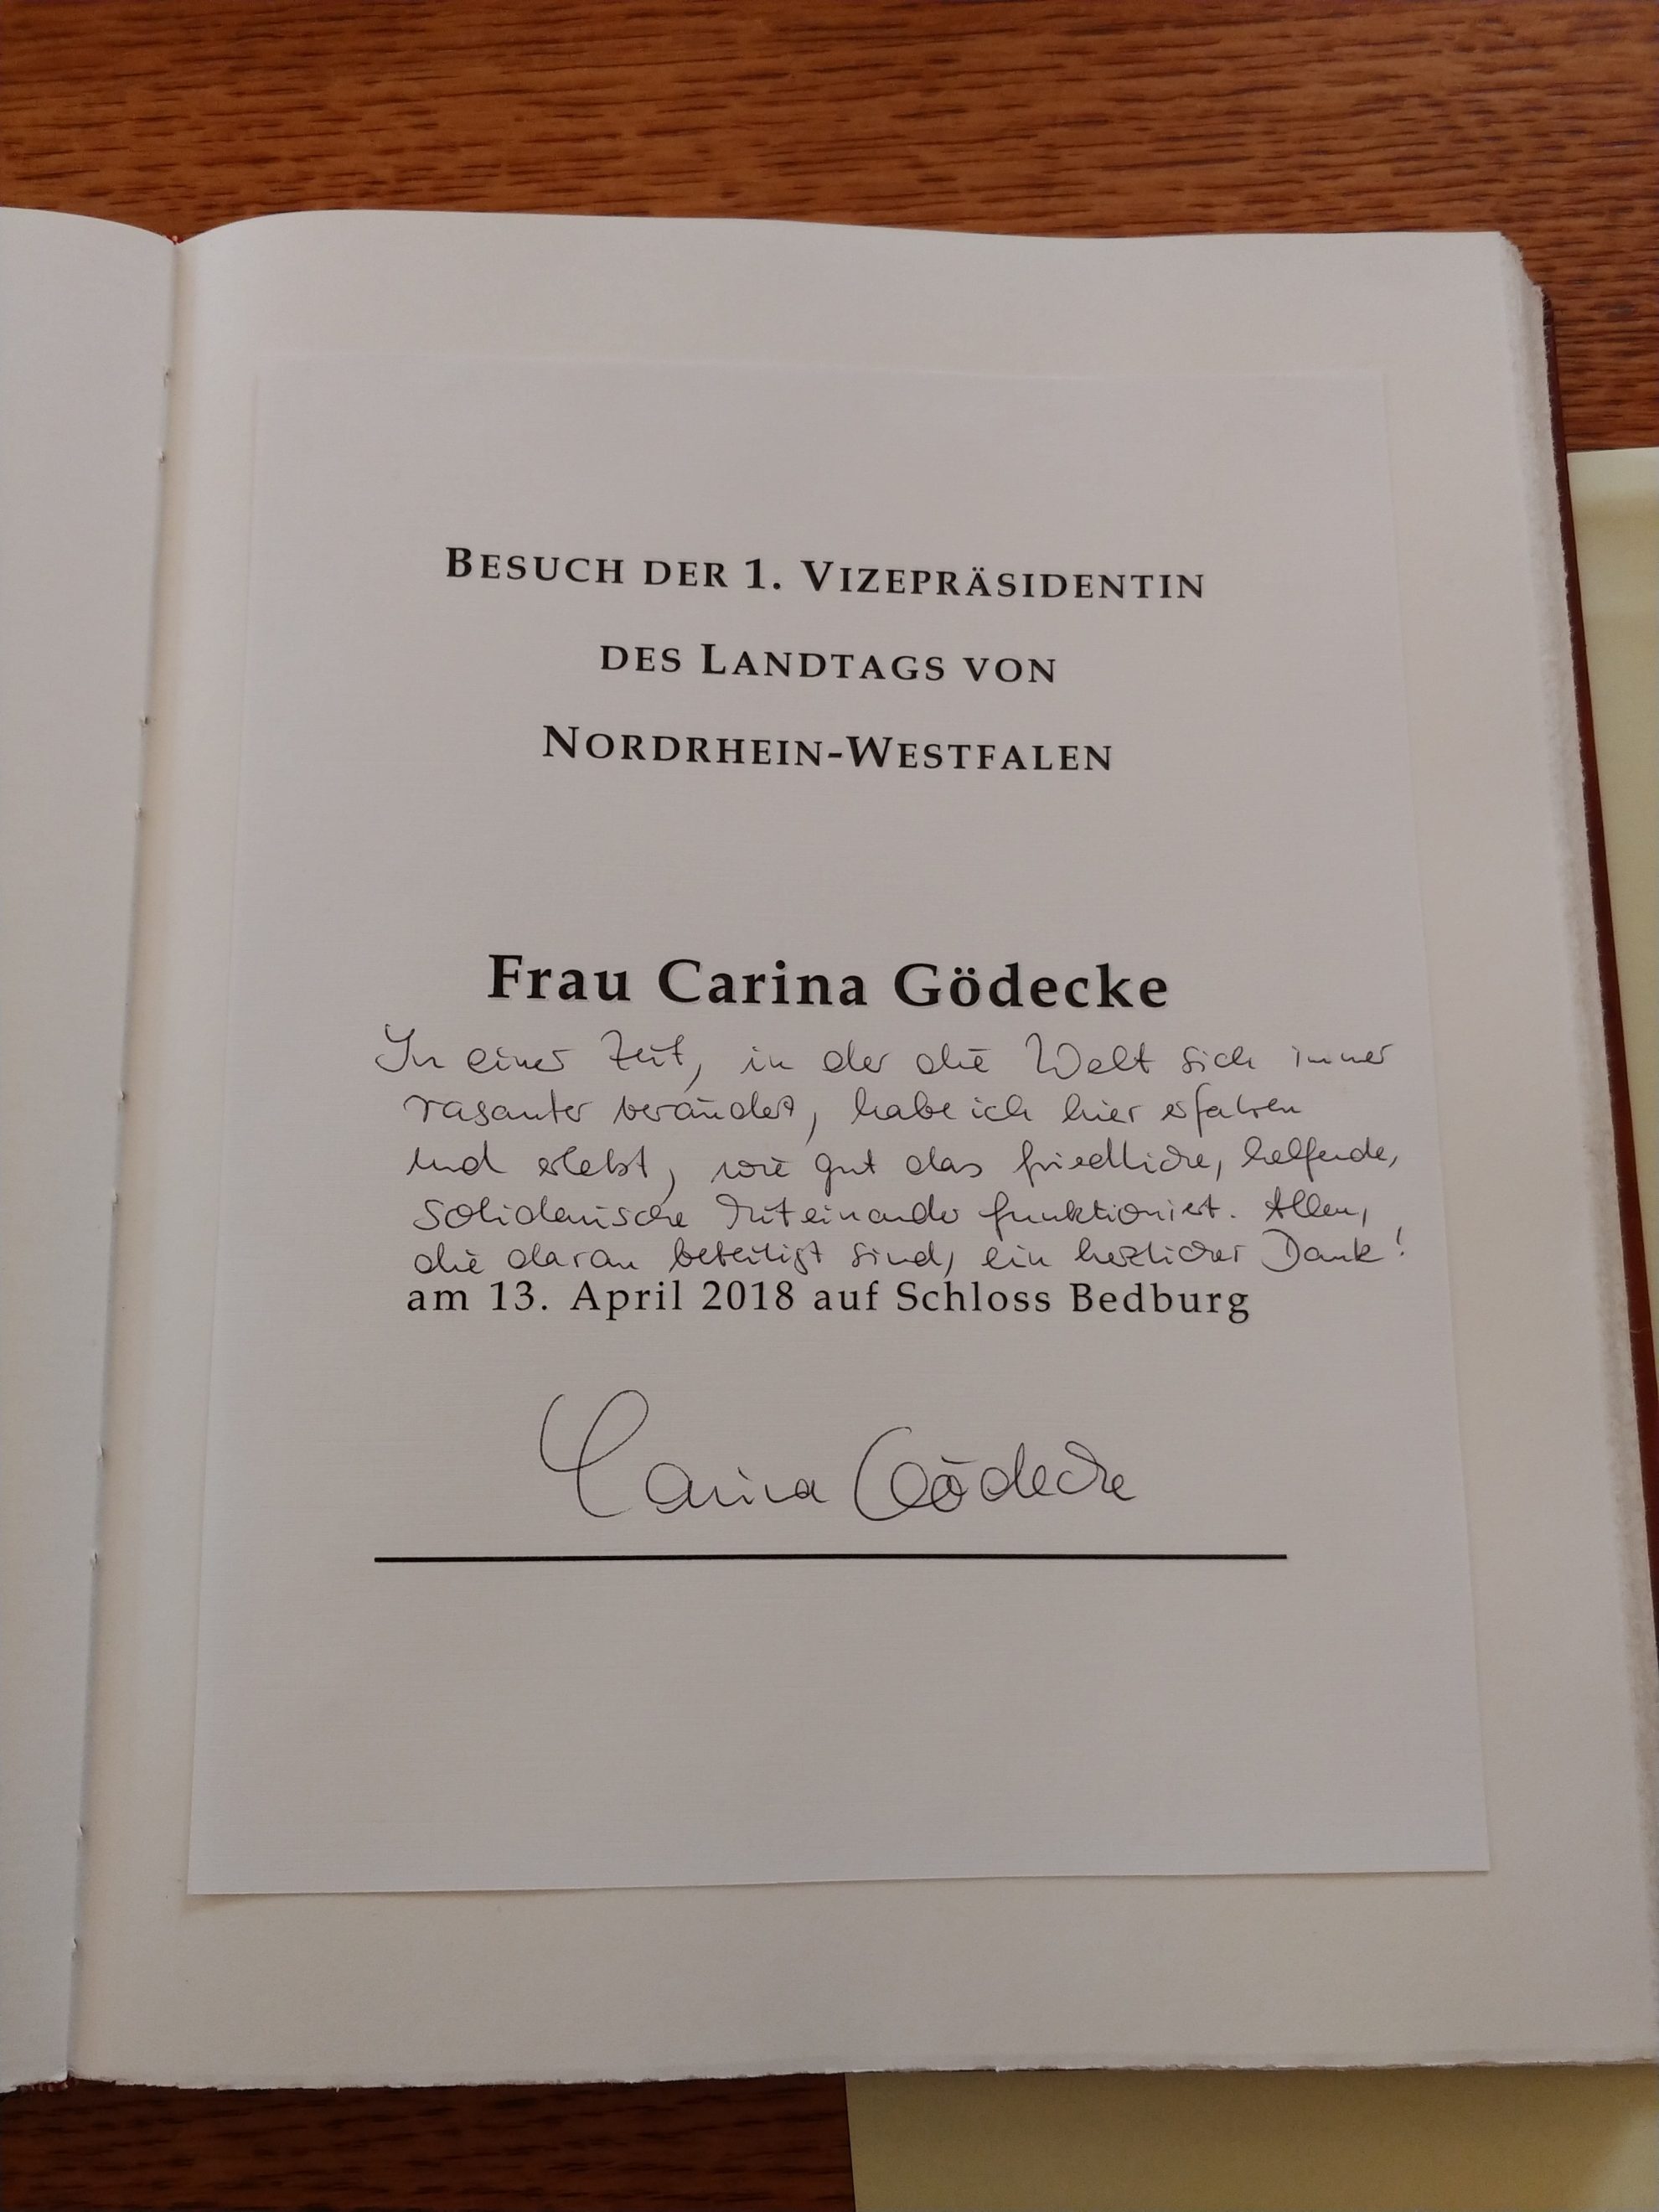 BESUCH DER 1. VIZEPRÄSIDENTIN
DES LANDTAGS VON
NORDRHEIN-WESTFALEN
Frau Carina Gödecke
In einer Zeit, in der die Welt sich immer
rasanter verändert, habe ich hier erfahren
und erlebt, wie gut das friedliche, helfende,
solidarische Miteinander funktioniert. Allen,
die daran beteiligt sind, ein herzlicher Dank!
am 13. April 2018 auf Schloss Bedburg
Carina Gödecke